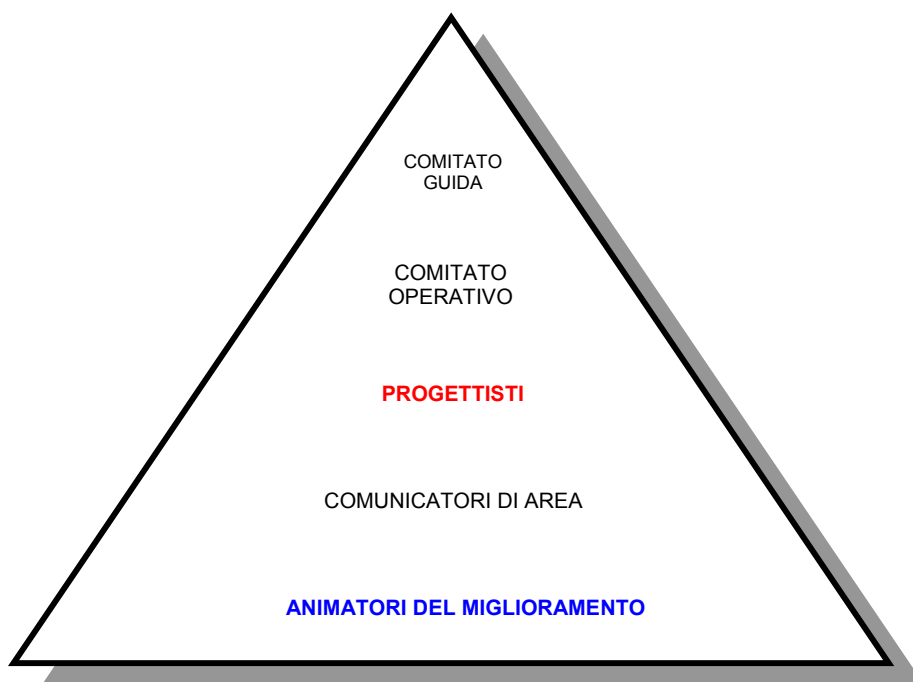 COMITATO
GUIDA
COMITATO
OPERATIVO
PROGETTISTI
COMUNICATORI DI AREA
ANIMATORI DEL MIGLIORAMENTO